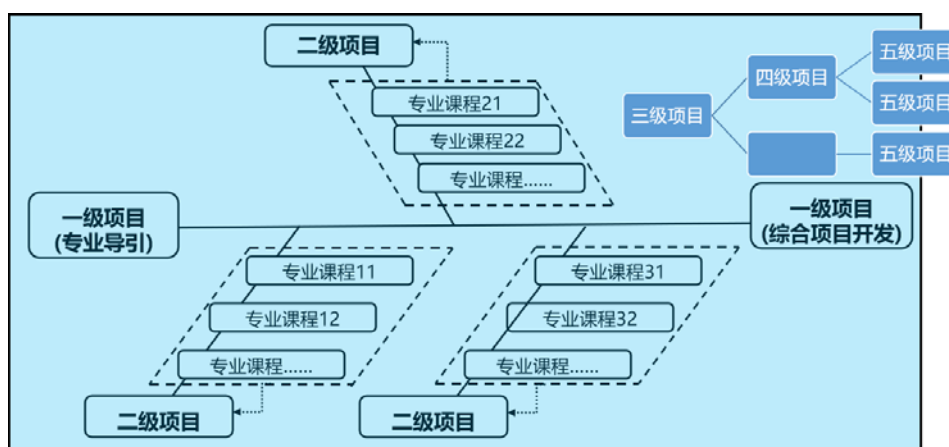 二级项目
专业课程21
专业课程22
专业课程……
三级项目
四级项目
五级项目
五级项目
五级项目
一级项目
(专业导引)
一级项目
(综合项目开发)
专业课程11
专业课程12
专业课程……
二级项目
专业课程31
专业课程32
专业课程……
二级项目